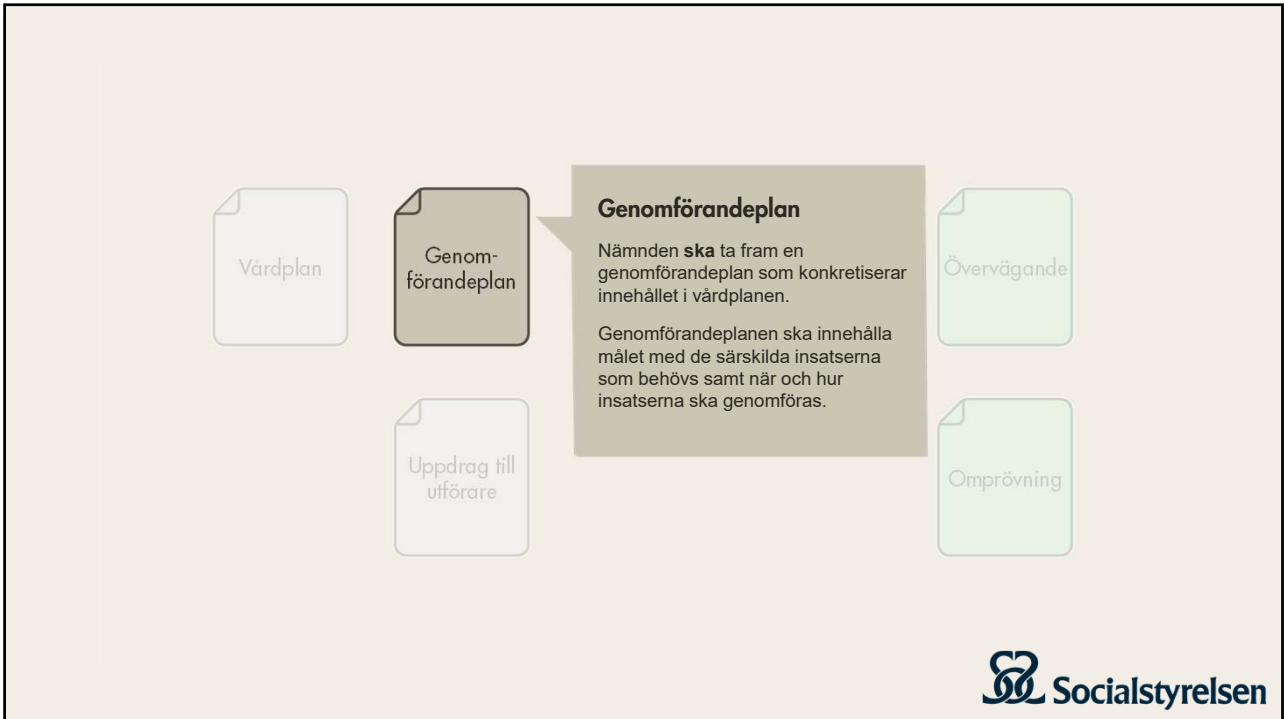 Vårdplan
Genom-
förandeplan
Genomförandeplan
Nämnden ska ta fram en
genomförandeplan som konkretiserar
innehållet i vårdplanen.
Genomförandeplanen ska innehålla
målet med de särskilda insatserna
som behövs samt när och hur
insatserna ska genomföras.
Övervägande
Uppdrag till
utförare
Omprövning
Socialstyrelsen